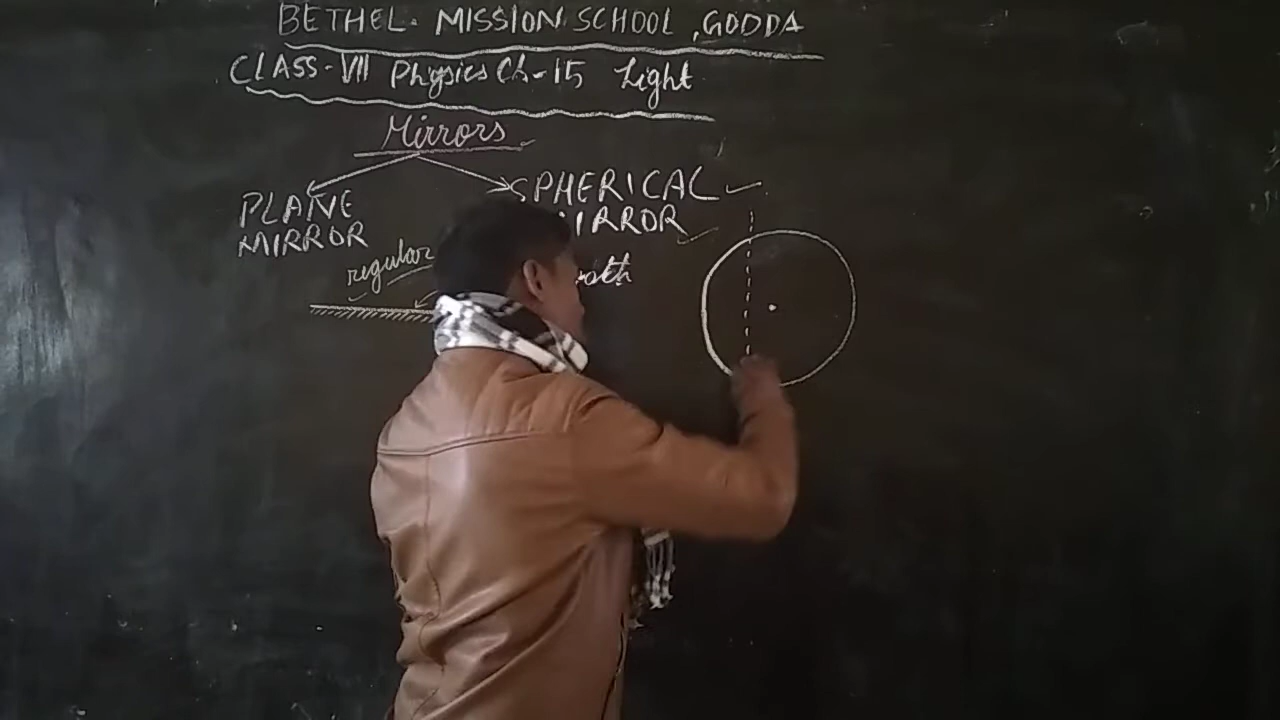 BETHEL. MISSION SCHOOL, GODDA
CLASS-VII Physics Ch-15 Light
Mirrors
PLANE MIRROR
SPHERICAL
regular